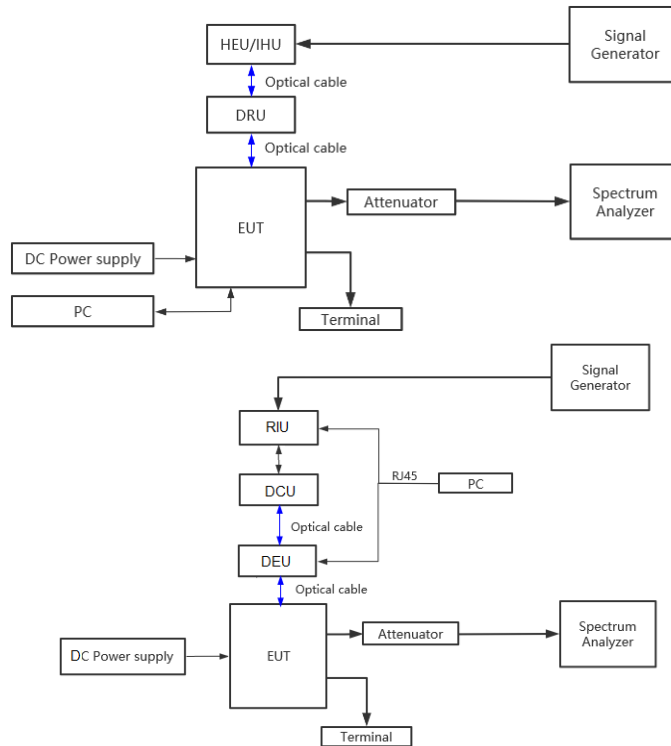 Signal
Generator
HEU/IHU
Optical cable
DRU
Optical cable
EUT
Attenuator
Spectrum
Analyzer
DC Power supply
PC
Terminal
Signal
Generator
RIU
RJ45
PC
DCU
Optical cable
DEU
Optical cable
EUT
Attenuator
Spectrum
Analyzer
DC Power supply
Terminal